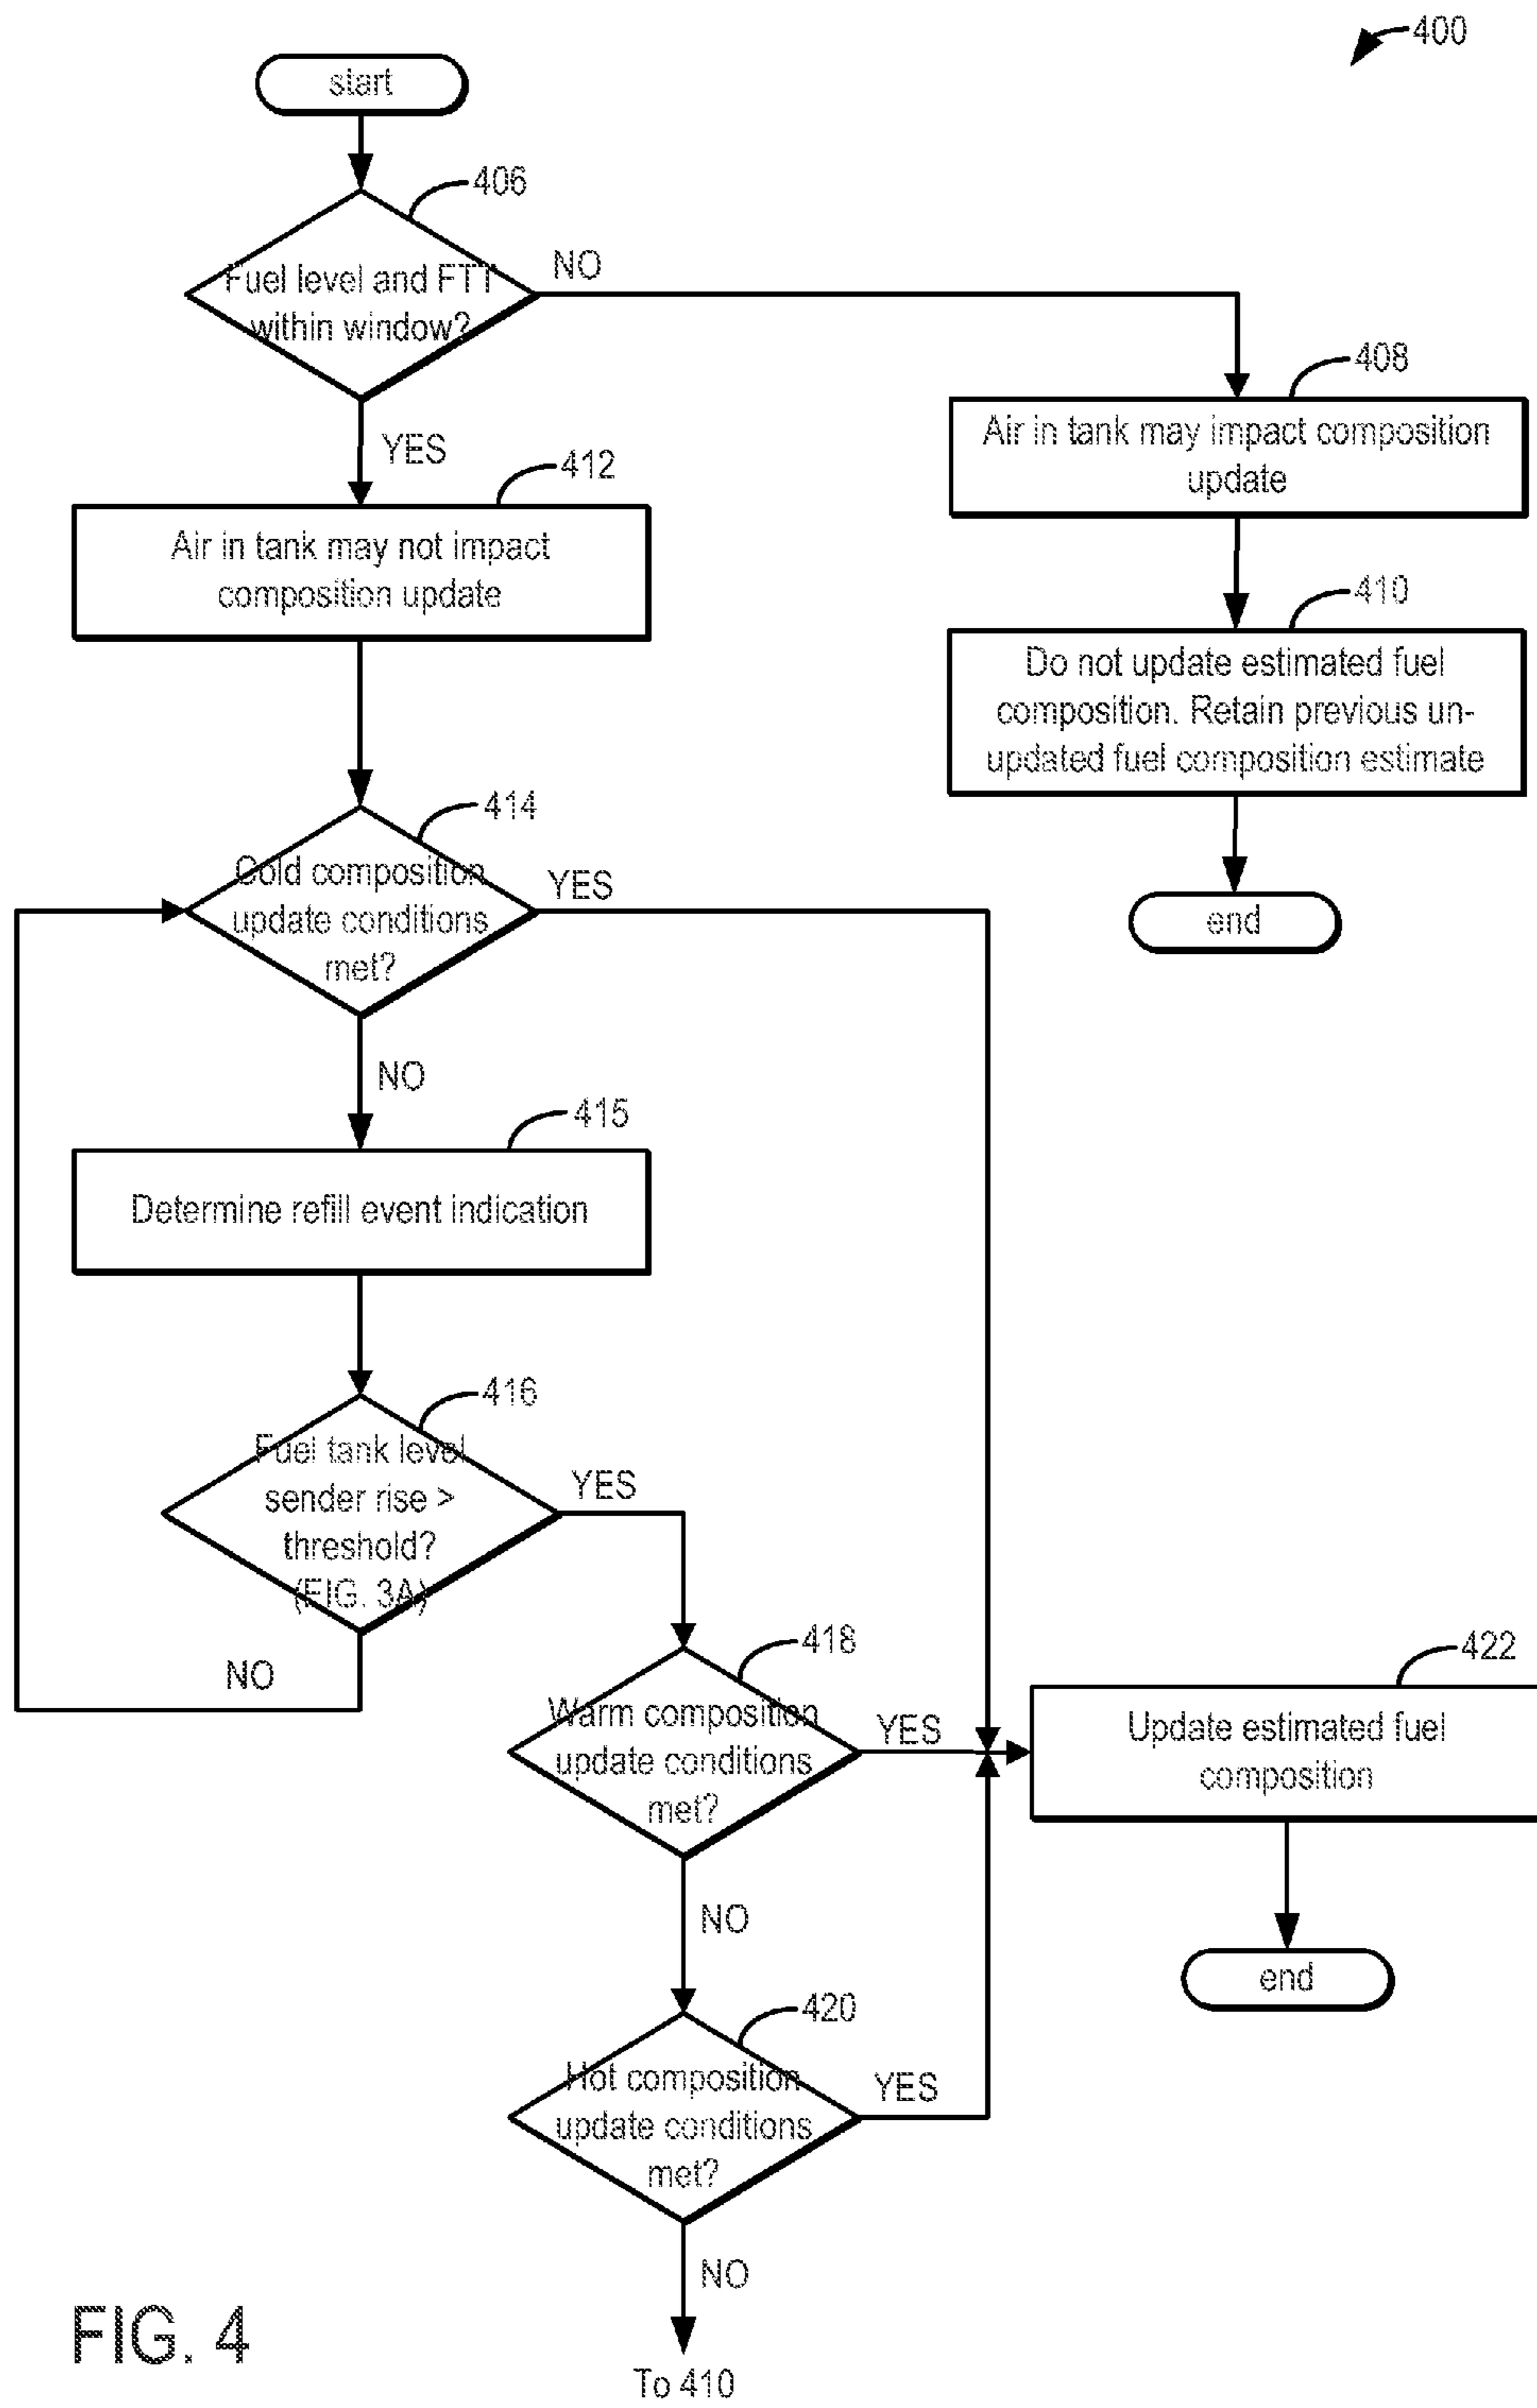 400
start
406
Fuel level and FTT
within window?
NO
YES
408
Air in tank may impact composition
update
412
Air in tank may not impact
composition update
410
Do not update estimated fuel
composition. Retain previous un-
updated fuel composition estimate
end
414
Cold composition
update conditions
met?
YES
NO
415
Determine refill event indication
416
Fuel tank level
sender rise >
threshold?
(FIG. 3A)
YES
NO
418
Warm composition
update conditions
met?
YES
NO
422
Update estimated fuel
composition
end
420
Hot composition
update conditions
met?
YES
NO
To 410
FIG. 4